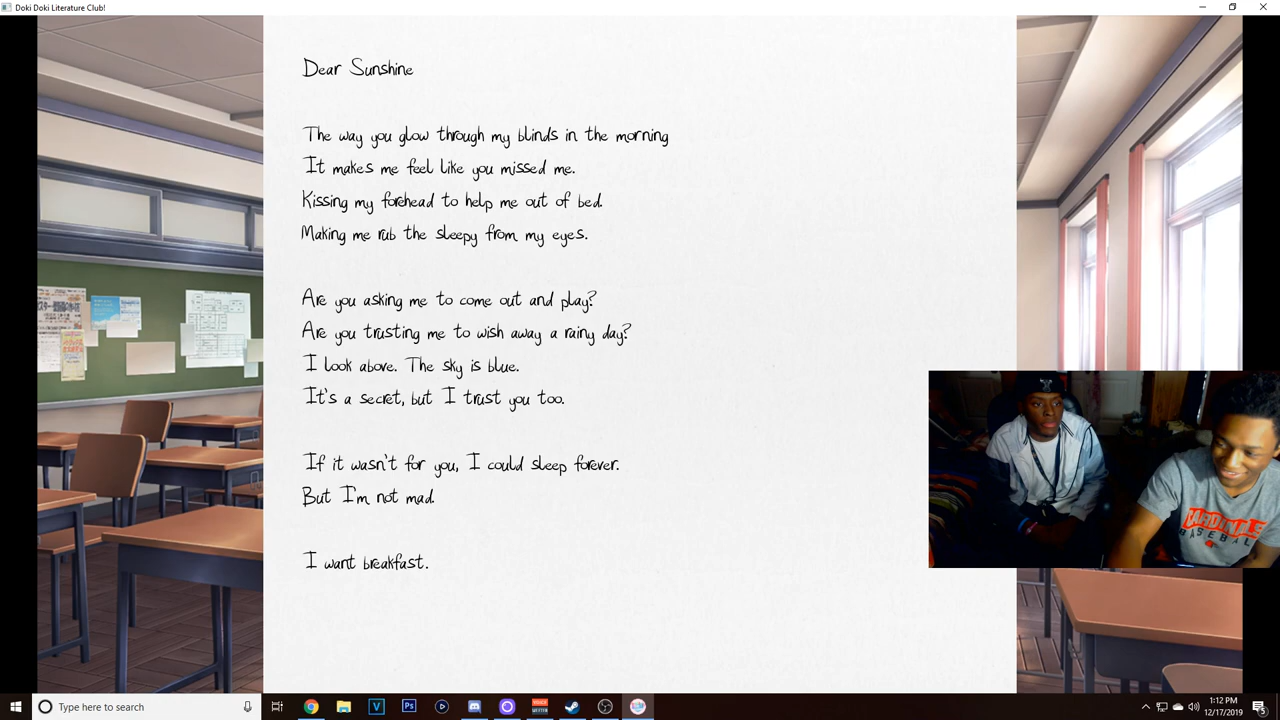 Doki Doki Literature Club!
Dear Sunshine
The way you glow through my blinds in the morning
It makes me feel like you missed me.
Kissing my forehead to help me out of bed.
Making me rub the sleepy from my eyes.
Are you asking me to come out and play?
Are you trusting me to wish away a rainy day?
I look above. The sky is blue.
It's a secret, but I trust you too.
If it wasn't for you, I could sleep forever.
But I'm not mad.
I want breakfast.
CARDINALS
BASEBALL
Type here to search
1:12 PM
12/17/2019